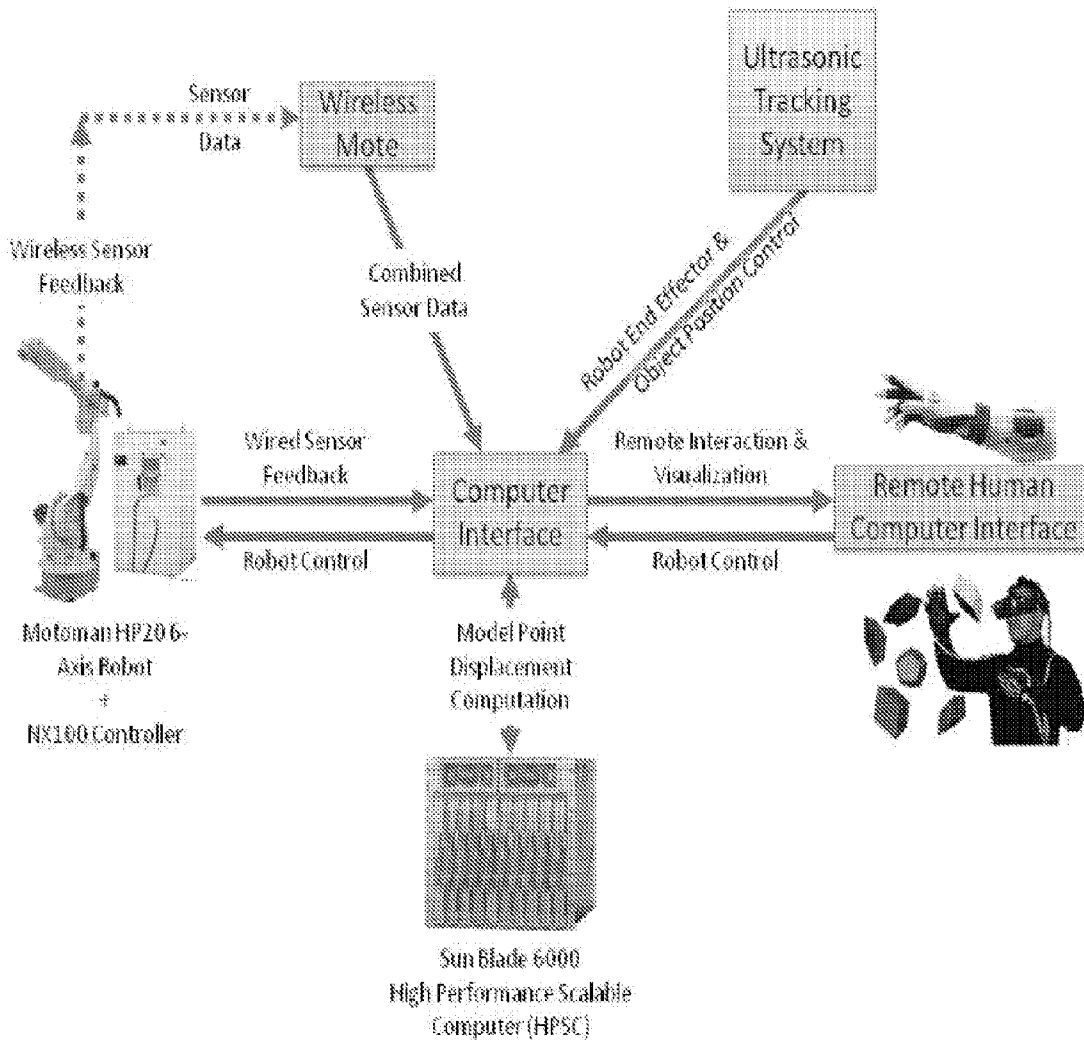 Ultrasonic
Tracking
System
Sensor
Data
Wireless
Mote
Wireless Sensor
Feedback
Combined
Sensor Data
Robot End Effector &
Object Position Control
Wired Sensor
Feedback
Computer
Interface
Remote Interaction &
Visualization
Remote Human
Computer Interface
Robot Control
Robot Control
Motoman HP20 6-
Axis Robot
+
NX100 Controller
Model Point
Displacement
Computation
Sun Blade 6000
High Performance Scalable
Computer (HPSC)